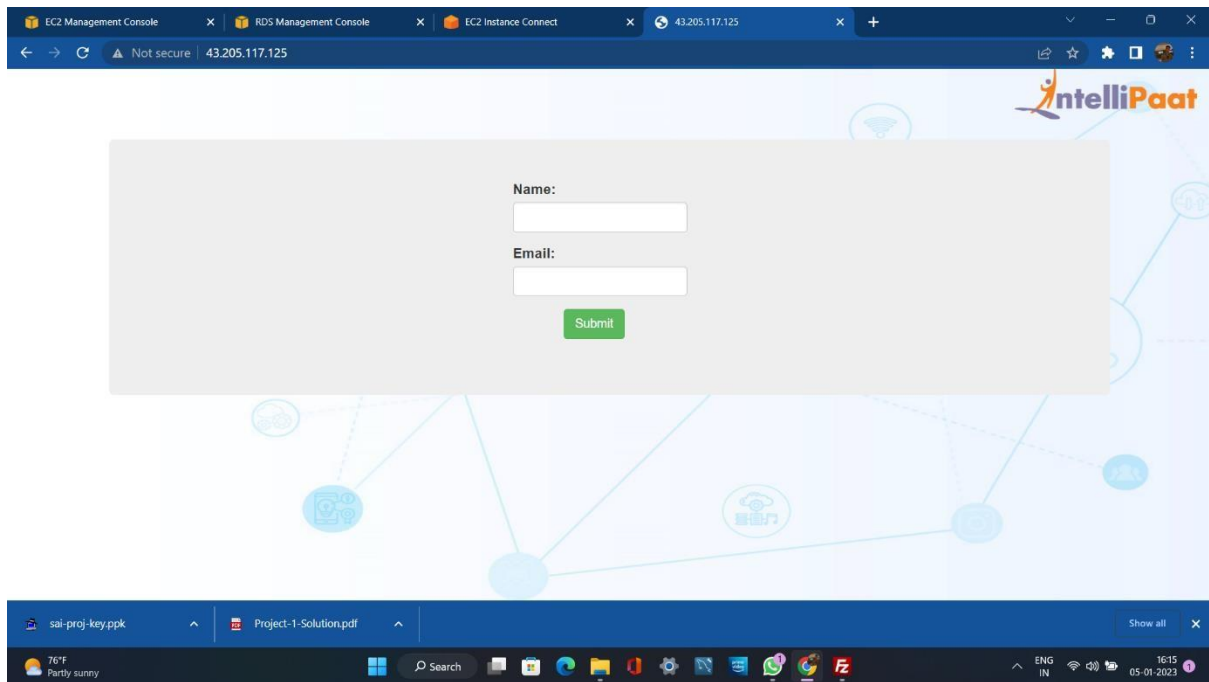 EC2 Management Console
RDS Management Console
EC2 Instance Connect
43.205.117.125
Not secure
43.205.117.125
IntelliPaat
Name:
Email:
Submit
sai-proj-key.ppk
Project-1-Solution.pdf
Show all
76°F
Partly sunny
Search
ENG
IN
16:15
05-01-2023
1